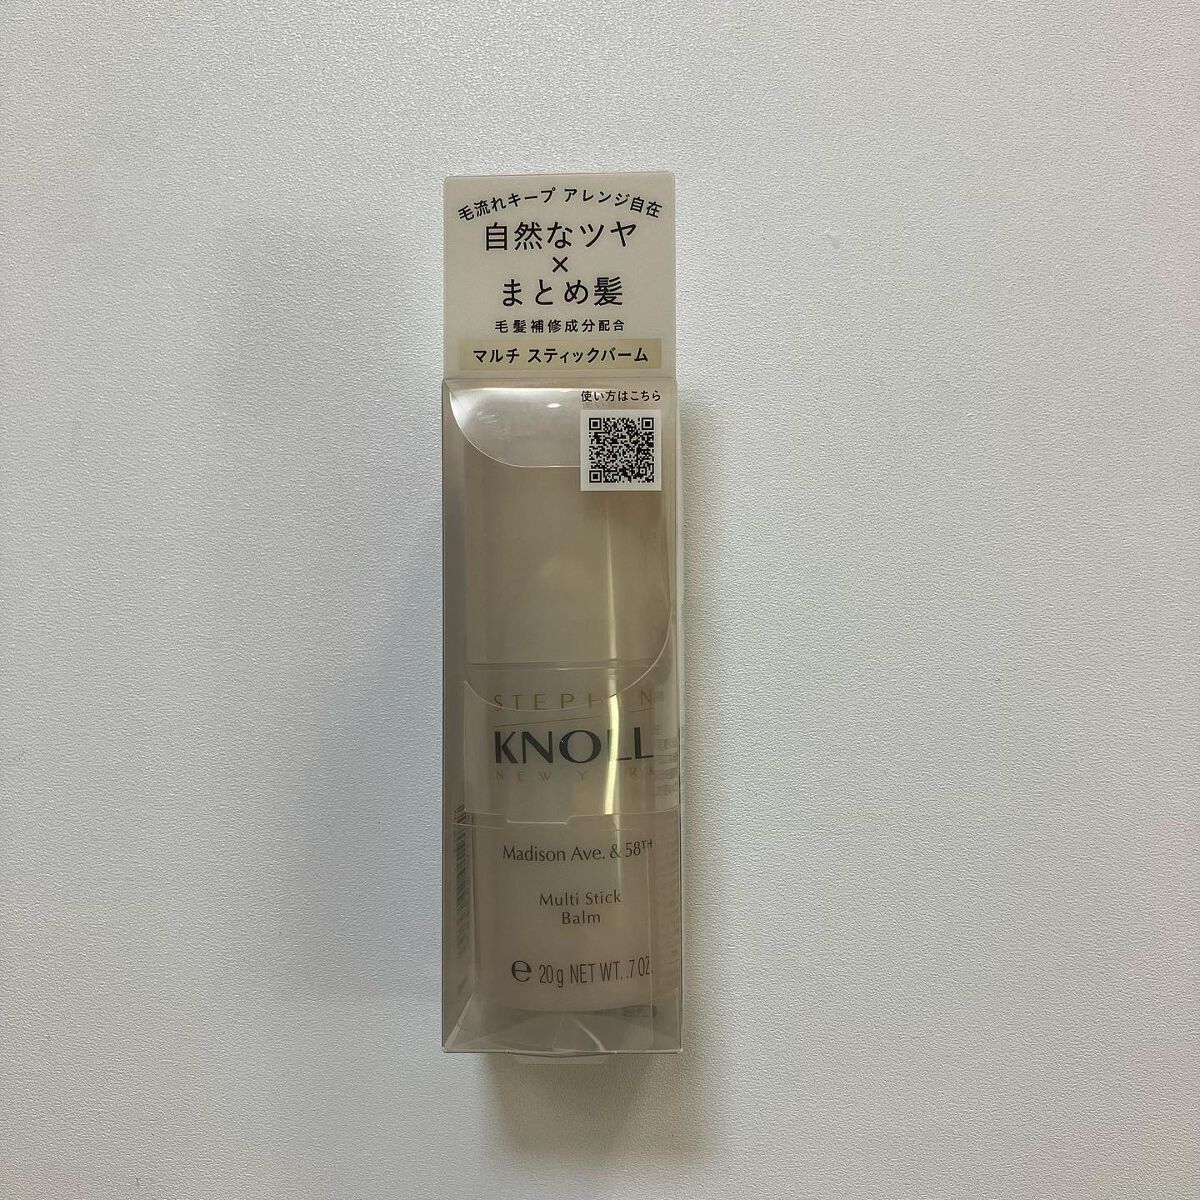 毛流れキープ アレンジ自在
自然なツヤ
×
まとめ髪
毛髪補修成分配合
マルチ スティックバーム
使い方はこちら
STEPHEN
KNOLL
NEW YORK
Madison Ave. & 58TH
Multi Stick
Balm
℮ 20g NET WT. .7 OZ.